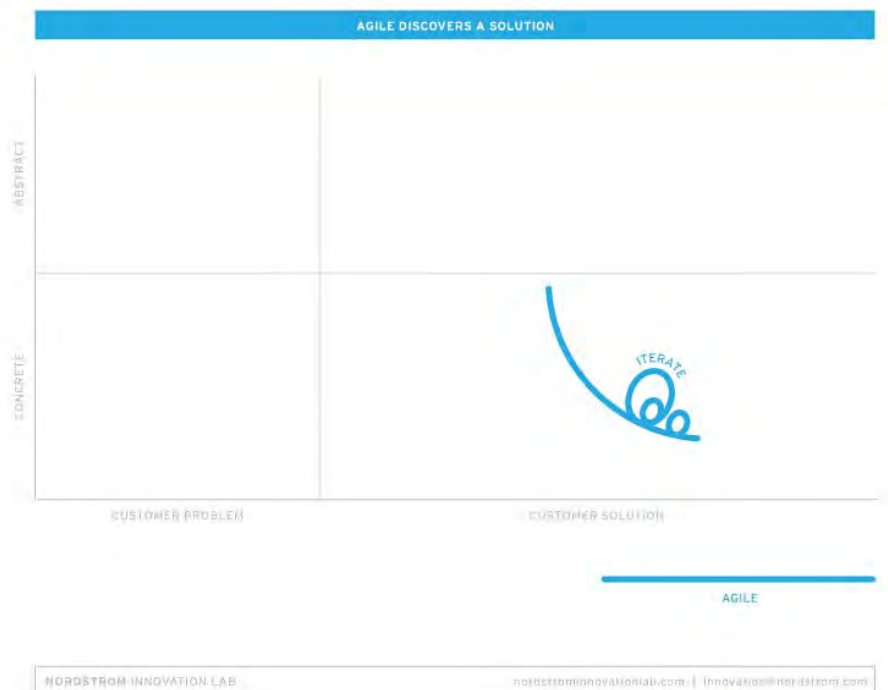 AGILE DISCOVERS A SOLUTION
ABSTRACT
CONCRETE
ITERATE
CUSTOMER PROBLEM
CUSTOMER SOLUTION
AGILE
NORDSTROM INNOVATION LAB
nordstrominnovationlab.com | innovation@nordstrom.com